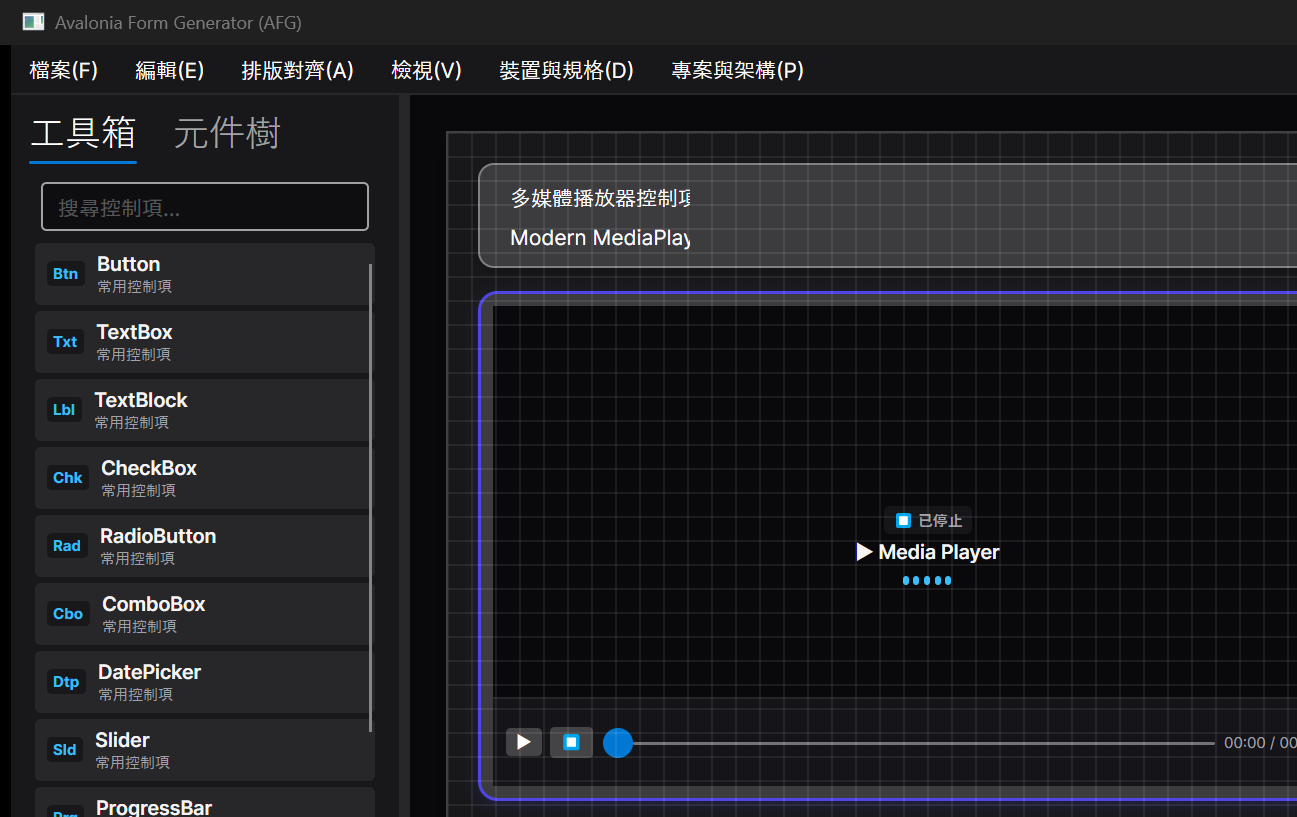 Avalonia Form Generator (AFG)
檔案(F) 編輯(E) 排版對齊(A) 檢視(V) 裝置與規格(D) 專案與架構(P)
工具箱 元件樹
搜尋控制項...
Btn Button
常用控制項
Txt TextBox
常用控制項
Lbl TextBlock
常用控制項
Chk CheckBox
常用控制項
Rad RadioButton
常用控制項
Cbo ComboBox
常用控制項
Dtp DatePicker
常用控制項
Sld Slider
常用控制項
ProgressBar
多媒體播放器控制項
Modern MediaPlay
已停止
Media Player
00:00 / 00